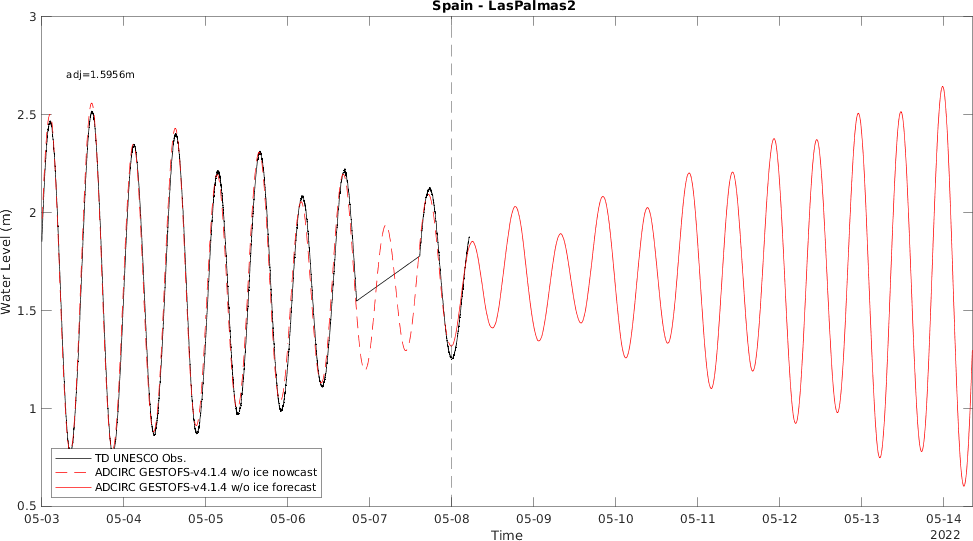 Spain - LasPalmas2
3
adj=1.5956m
2.5
2
1.5
1
0.5
Water Level (m)
TD UNESCO Obs.
ADCIRC GESTOFS-v4.1.4 w/o ice nowcast
ADCIRC GESTOFS-v4.1.4 w/o ice forecast
05-03 05-04 05-05 05-06 05-07 05-08 05-09 05-10 05-11 05-12 05-13 05-14
Time
2022